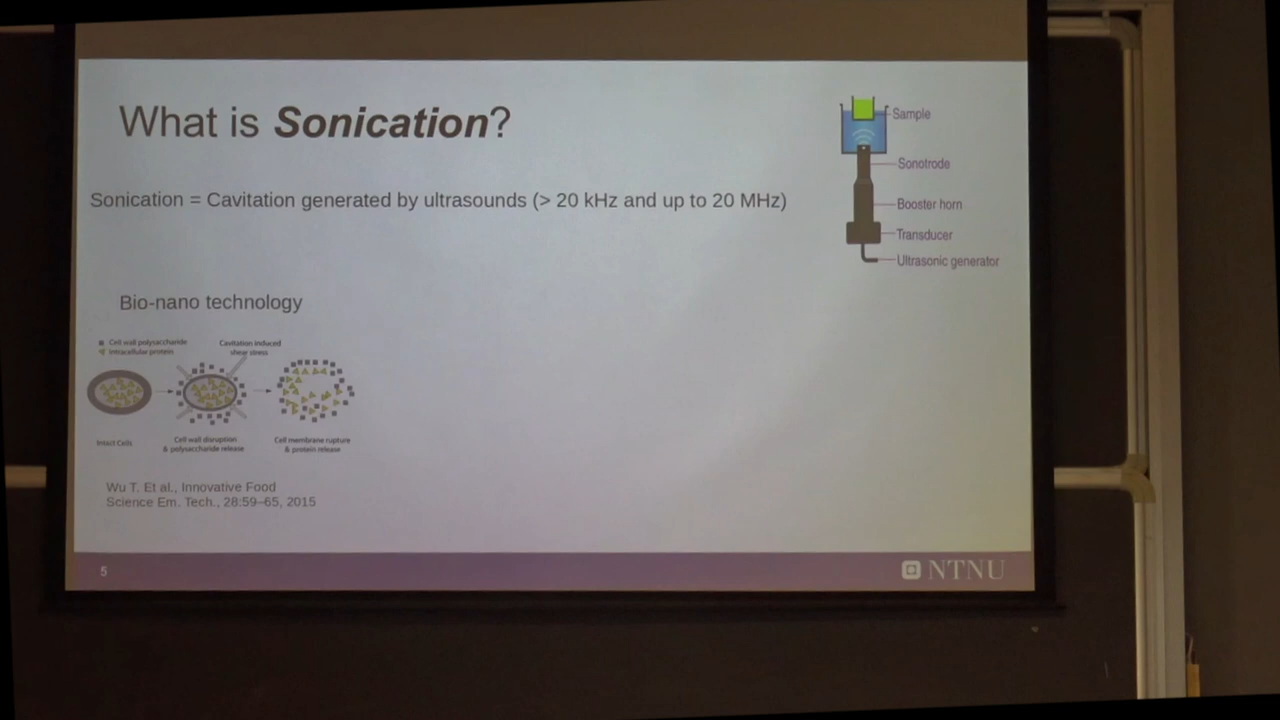 What is Sonication?
Sample
Sonotrode
Booster horn
Transducer
Ultrasonic generator
Sonication = Cavitation generated by ultrasounds (> 20 kHz and up to 20 MHz)
Bio-nano technology
Cell wall polysaccharide
Intracellular protein
Cavitation induced
shear stress
Intact Cells
Cell wall disruption
& polysaccharide release
Cell membrane rupture
& protein release
Wu T. Et al., Innovative Food
Science Em. Tech., 28:59–65, 2015
5
NTNU